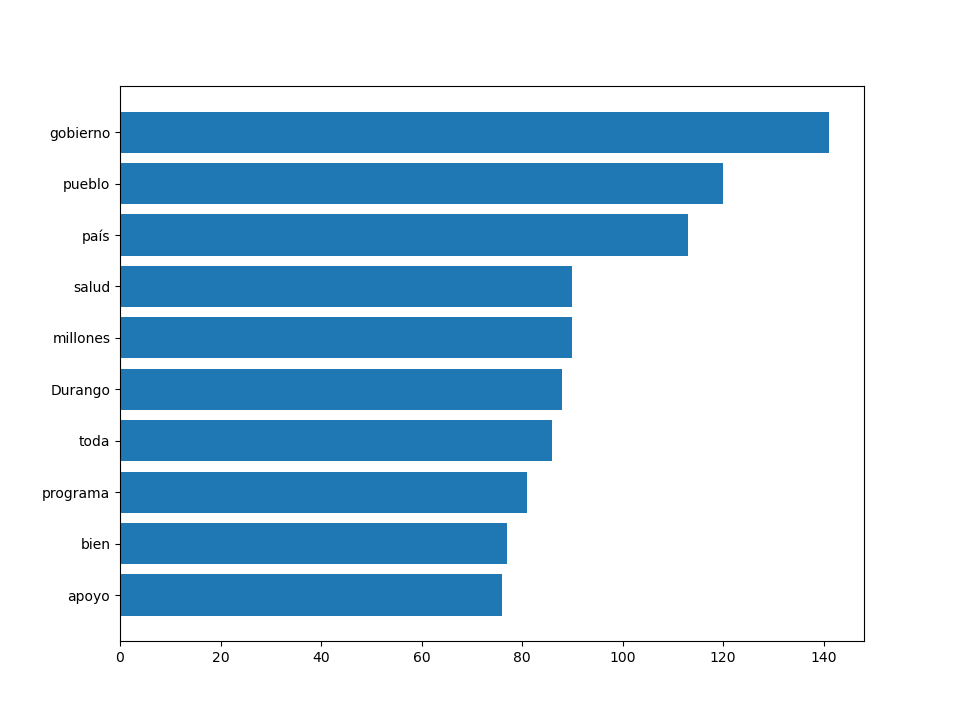 gobierno
pueblo
país
salud
millones
Durango
toda
programa
bien
apoyo
0 20 40 60 80 100 120 140